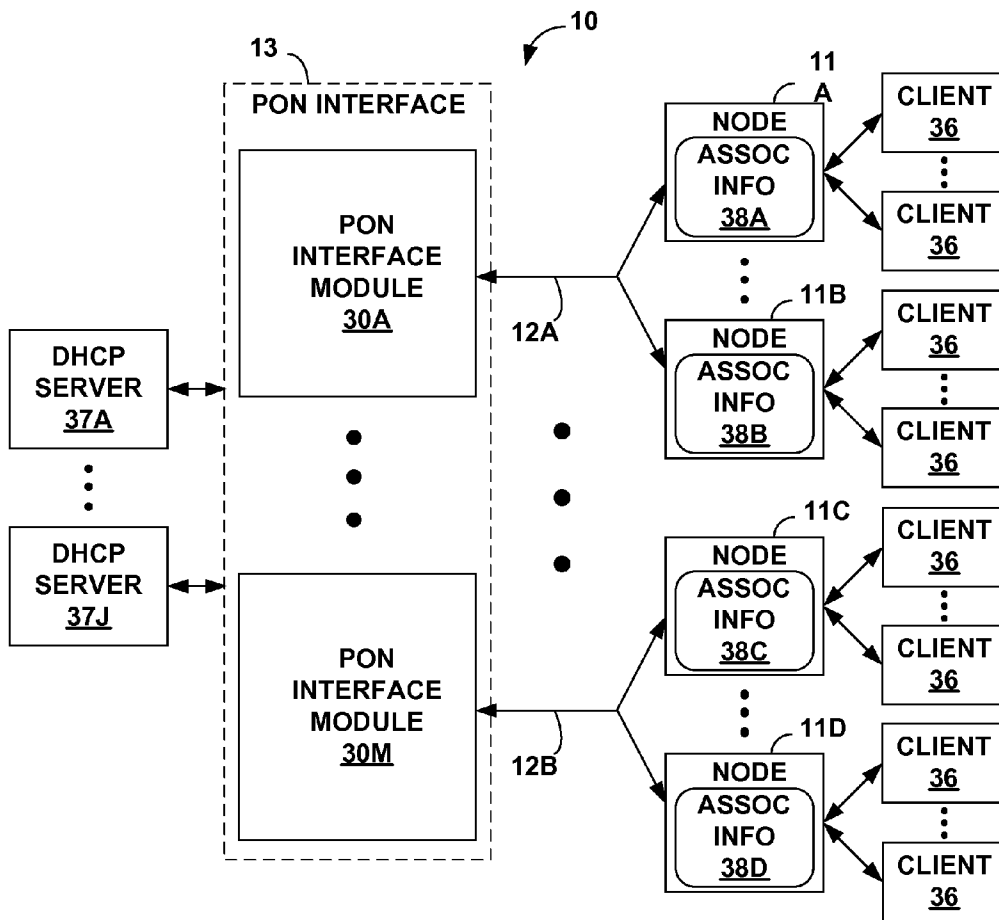 10
13
PON INTERFACE
PON
INTERFACE
MODULE
30A
PON
INTERFACE
MODULE
30M
DHCP
SERVER
37A
DHCP
SERVER
37J
12A
12B
11
A
NODE
ASSOC
INFO
38A
11B
NODE
ASSOC
INFO
38B
11C
NODE
ASSOC
INFO
38C
11D
NODE
ASSOC
INFO
38D
CLIENT
36
CLIENT
36
CLIENT
36
CLIENT
36
CLIENT
36
CLIENT
36
CLIENT
36
CLIENT
36